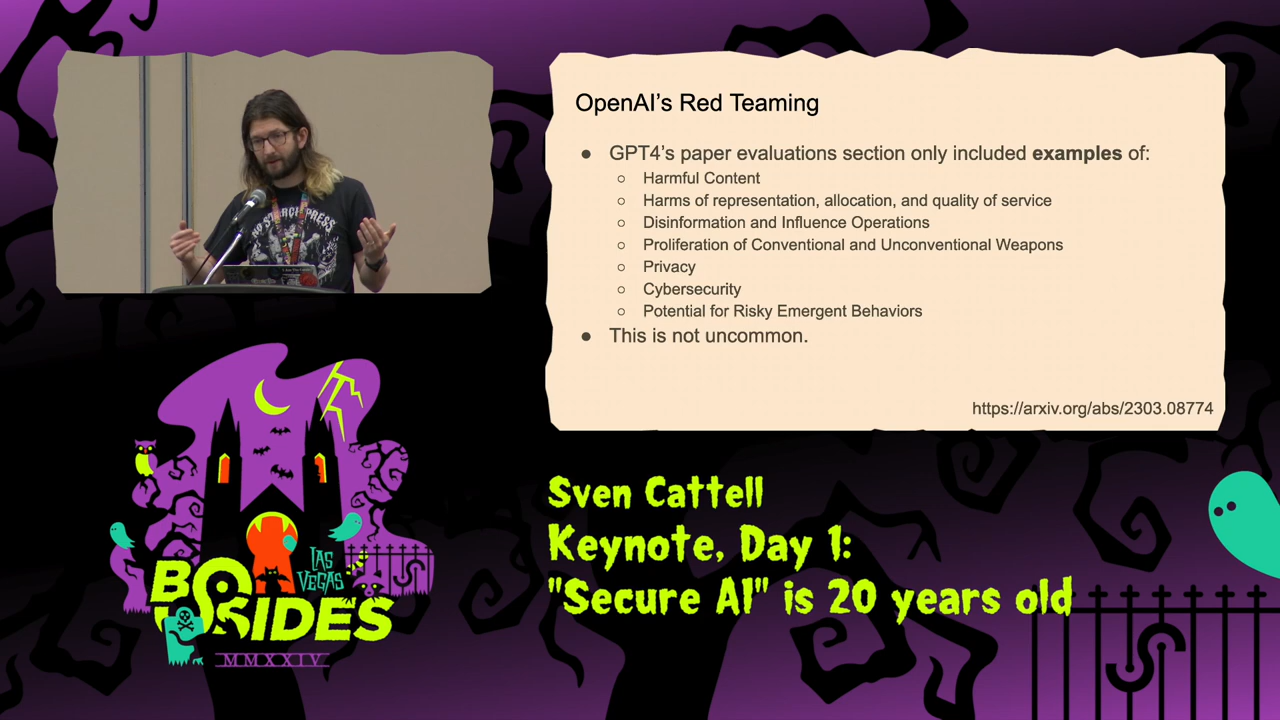 OpenAI's Red Teaming
● GPT4's paper evaluations section only included examples of:
○ Harmful Content
○ Harms of representation, allocation, and quality of service
○ Disinformation and Influence Operations
○ Proliferation of Conventional and Unconventional Weapons
○ Privacy
○ Cybersecurity
○ Potential for Risky Emergent Behaviors
● This is not uncommon.
https://arxiv.org/abs/2303.08774
NO STARCH PRESS
LAS
VEGAS
BSIDES
MMXXIV
Sven Cattell
Keynote, Day 1:
"Secure AI" is 20 years old